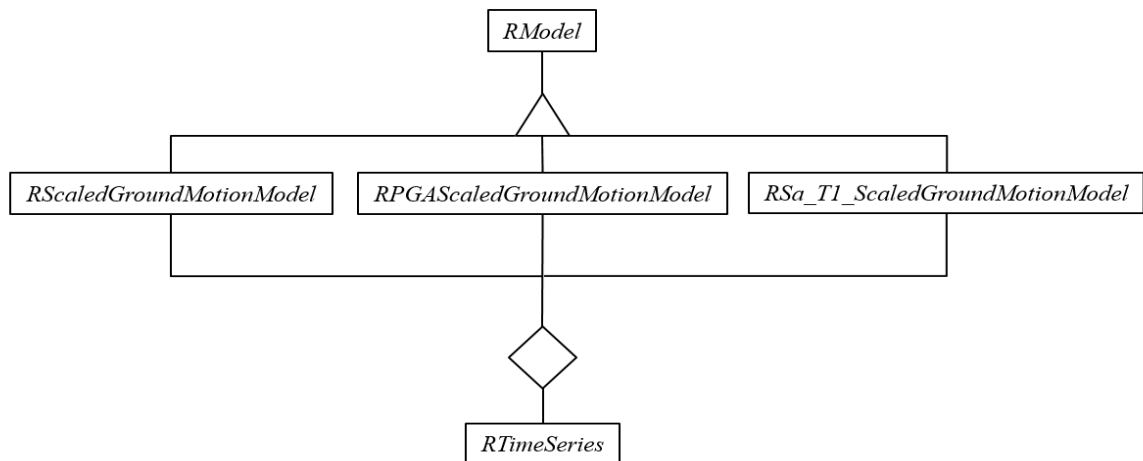 RModel
RScaledGroundMotionModel
RPGAScaledGroundMotionModel
RSa_T1_ScaledGroundMotionModel
RTimeSeries